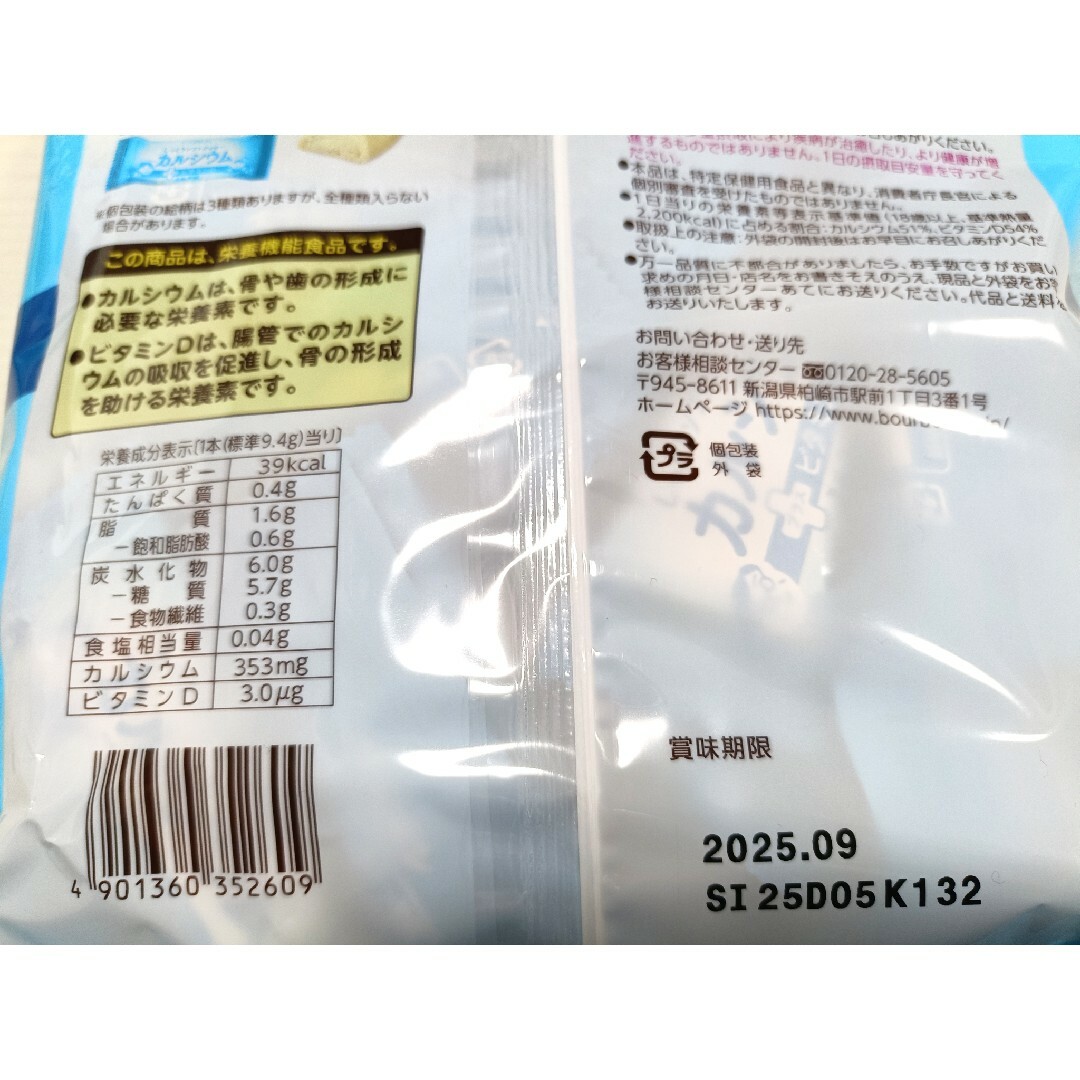 カルシウム
※個包装の絵柄は3種類ありますが、全種類入らない
場合があります。
この商品は、栄養機能食品です。
●カルシウムは、骨や歯の形成に
必要な栄養素です。
●ビタミンDは、腸管でのカルシ
ウムの吸収を促進し、骨の形成
を助ける栄養素です。
栄養成分表示〔1本(標準9.4g)当り〕
エネルギー 39kcal
たんぱく質 0.4g
脂質 1.6g
−飽和脂肪酸 0.6g
炭水化物 6.0g
−糖質 5.7g
−食物繊維 0.3g
食塩相当量 0.04g
カルシウム 353mg
ビタミンD 3.0μg
4 901360 352609
により疾病が治癒したり、より健康が増
進するものではありません。1日の摂取目安量を守ってく
ださい。
●本品は、特定保健用食品と異なり、消費者庁長官による
個別審査を受けたものではありません。
●1日当りの栄養素等表示基準値(18歳以上、基準熱量
2,200kcal)に占める割合:カルシウム51%、ビタミンD54%
●取扱上の注意:外袋の開封後はお早目にお召しあがりくだ
さい。
●万一品質に不都合がありましたら、お手数ですがお買い
求めの月日・店名をお書きそえのうえ、現品と外袋をお客
様相談センターあてにお送りください。代品と送料を
お送りいたします。
お問い合わせ・送り先
お客様相談センター 0120-28-5605
〒945-8611 新潟県柏崎市駅前1丁目3番1号
ホームページ https://www.bour
プラ 個包装
外袋
賞味期限
2025.09
SI 25D05 K132